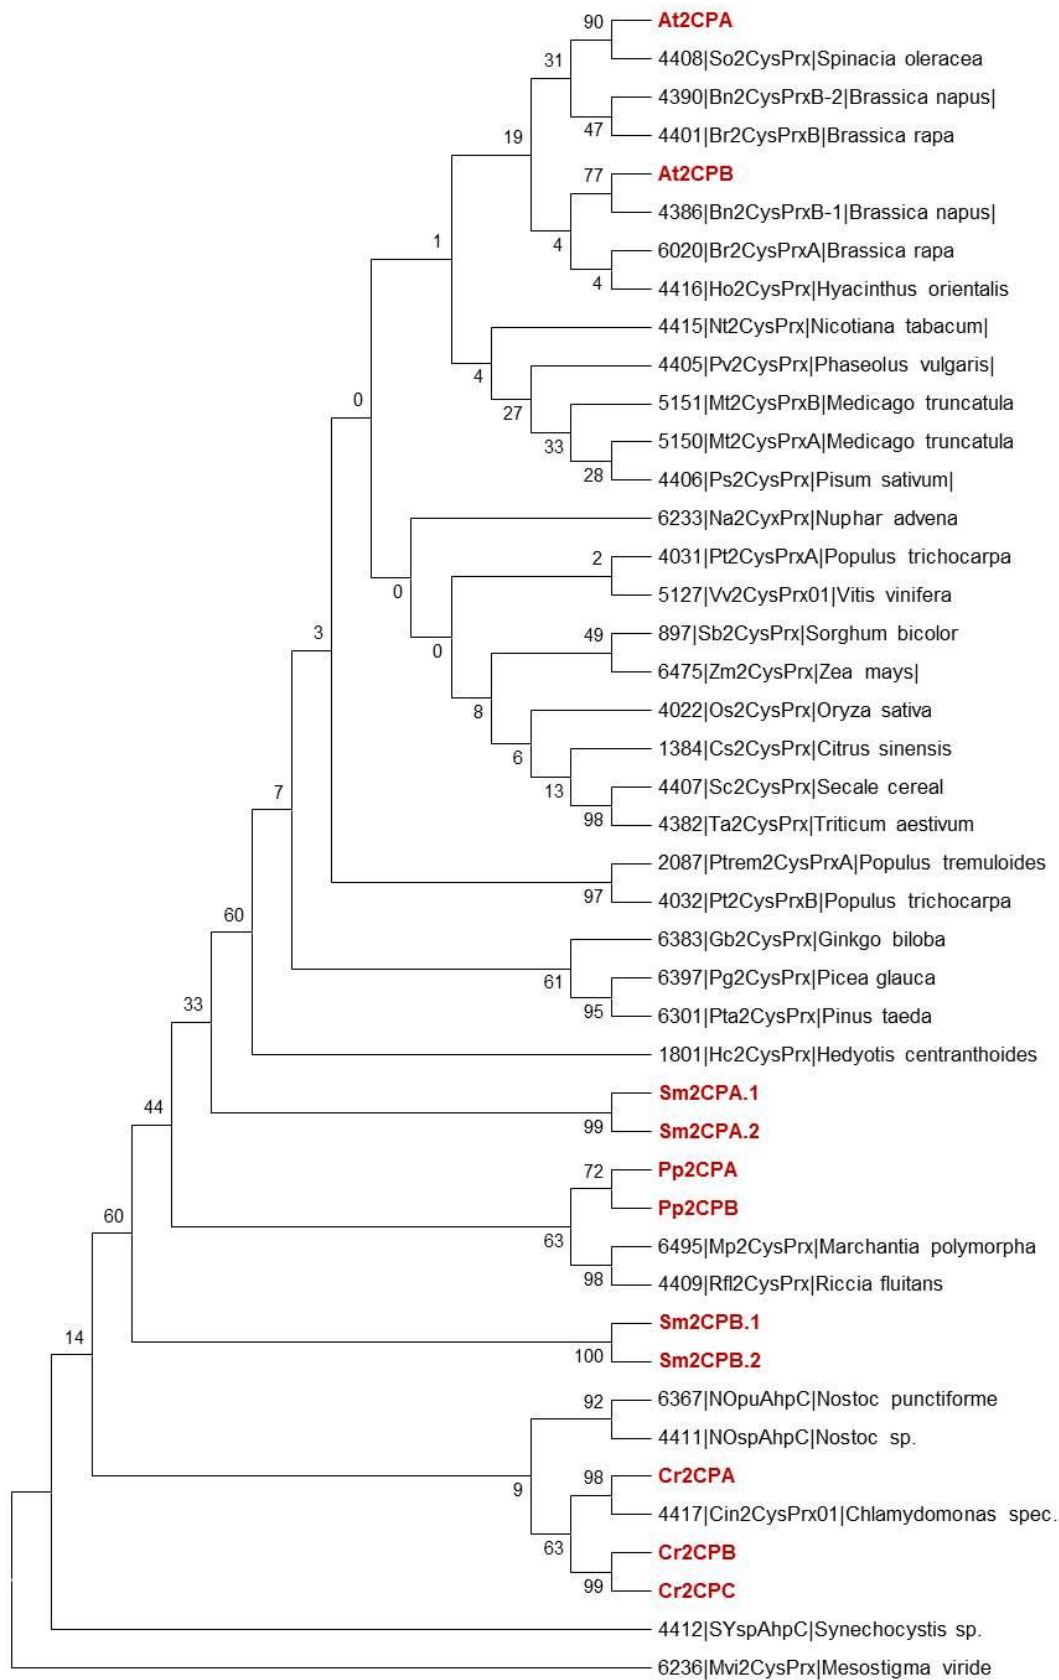 90
At2CPA
31
4408|So2CysPrx|Spinacia oleracea
4390|Bn2CysPrxB-2|Brassica napus|
47
4401|Br2CysPrxB|Brassica rapa
19
77
At2CPB
4386|Bn2CysPrxB-1|Brassica napus|
1
4
6020|Br2CysPrxA|Brassica rapa
4
4416|Ho2CysPrx|Hyacinthus orientalis
4415|Nt2CysPrx|Nicotiana tabacum|
4
4405|Pv2CysPrx|Phaseolus vulgaris|
0
27
5151|Mt2CysPrxB|Medicago truncatula
33
5150|Mt2CysPrxA|Medicago truncatula
28
4406|Ps2CysPrx|Pisum sativum|
6233|Na2CyxPrx|Nuphar advena
2
4031|Pt2CysPrxA|Populus trichocarpa
0
5127|Vv2CysPrx01|Vitis vinifera
3
49
897|Sb2CysPrx|Sorghum bicolor
0
6475|Zm2CysPrx|Zea mays|
8
4022|Os2CysPrx|Oryza sativa
6
1384|Cs2CysPrx|Citrus sinensis
7
13
4407|Sc2CysPrx|Secale cereal
98
4382|Ta2CysPrx|Triticum aestivum
2087|Ptrem2CysPrxA|Populus tremuloides
97
4032|Pt2CysPrxB|Populus trichocarpa
60
6383|Gb2CysPrx|Ginkgo biloba
61
6397|Pg2CysPrx|Picea glauca
33
95
6301|Pta2CysPrx|Pinus taeda
1801|Hc2CysPrx|Hedyotis centranthoides
Sm2CPA.1
44
99
Sm2CPA.2
72
Pp2CPA
Pp2CPB
60
63
6495|Mp2CysPrx|Marchantia polymorpha
98
4409|Rfl2CysPrx|Riccia fluitans
Sm2CPB.1
14
100
Sm2CPB.2
92
6367|NOpuAhpC|Nostoc punctiforme
4411|NOspAhpC|Nostoc sp.
9
98
Cr2CPA
4417|Cin2CysPrx01|Chlamydomonas spec.
63
Cr2CPB
99
Cr2CPC
4412|SYspAhpC|Synechocystis sp.
6236|Mvi2CysPrx|Mesostigma viride